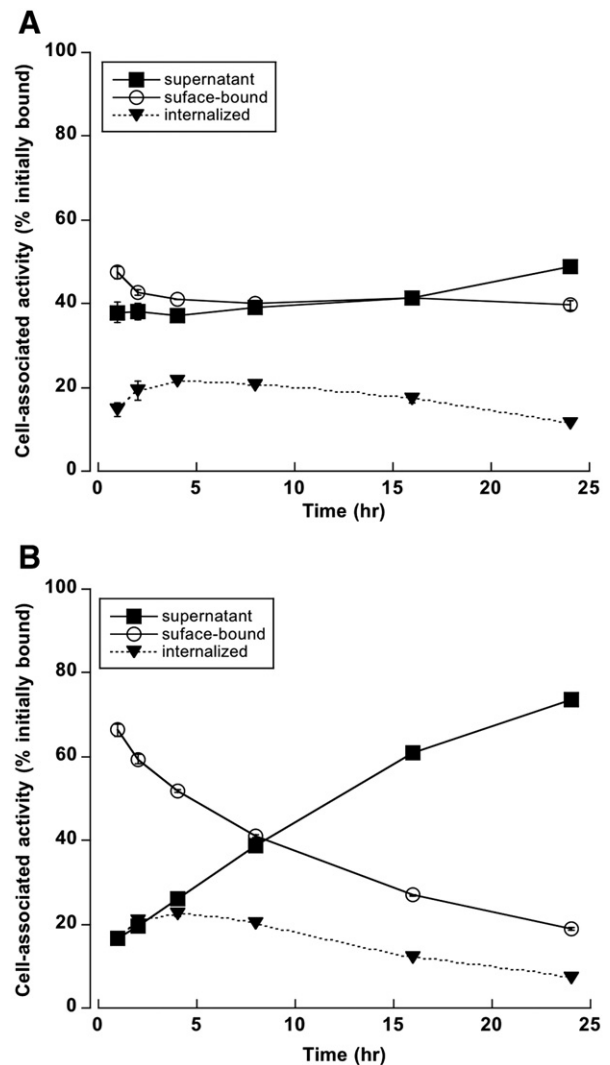 A
100
80
60
40
20
0
Cell-associated activity (% initially bound)
supernatant
suface-bound
internalized
0 5 10 15 20 25
Time (hr)
B
100
80
60
40
20
0
Cell-associated activity (% initially bound)
supernatant
suface-bound
internalized
0 5 10 15 20 25
Time (hr)